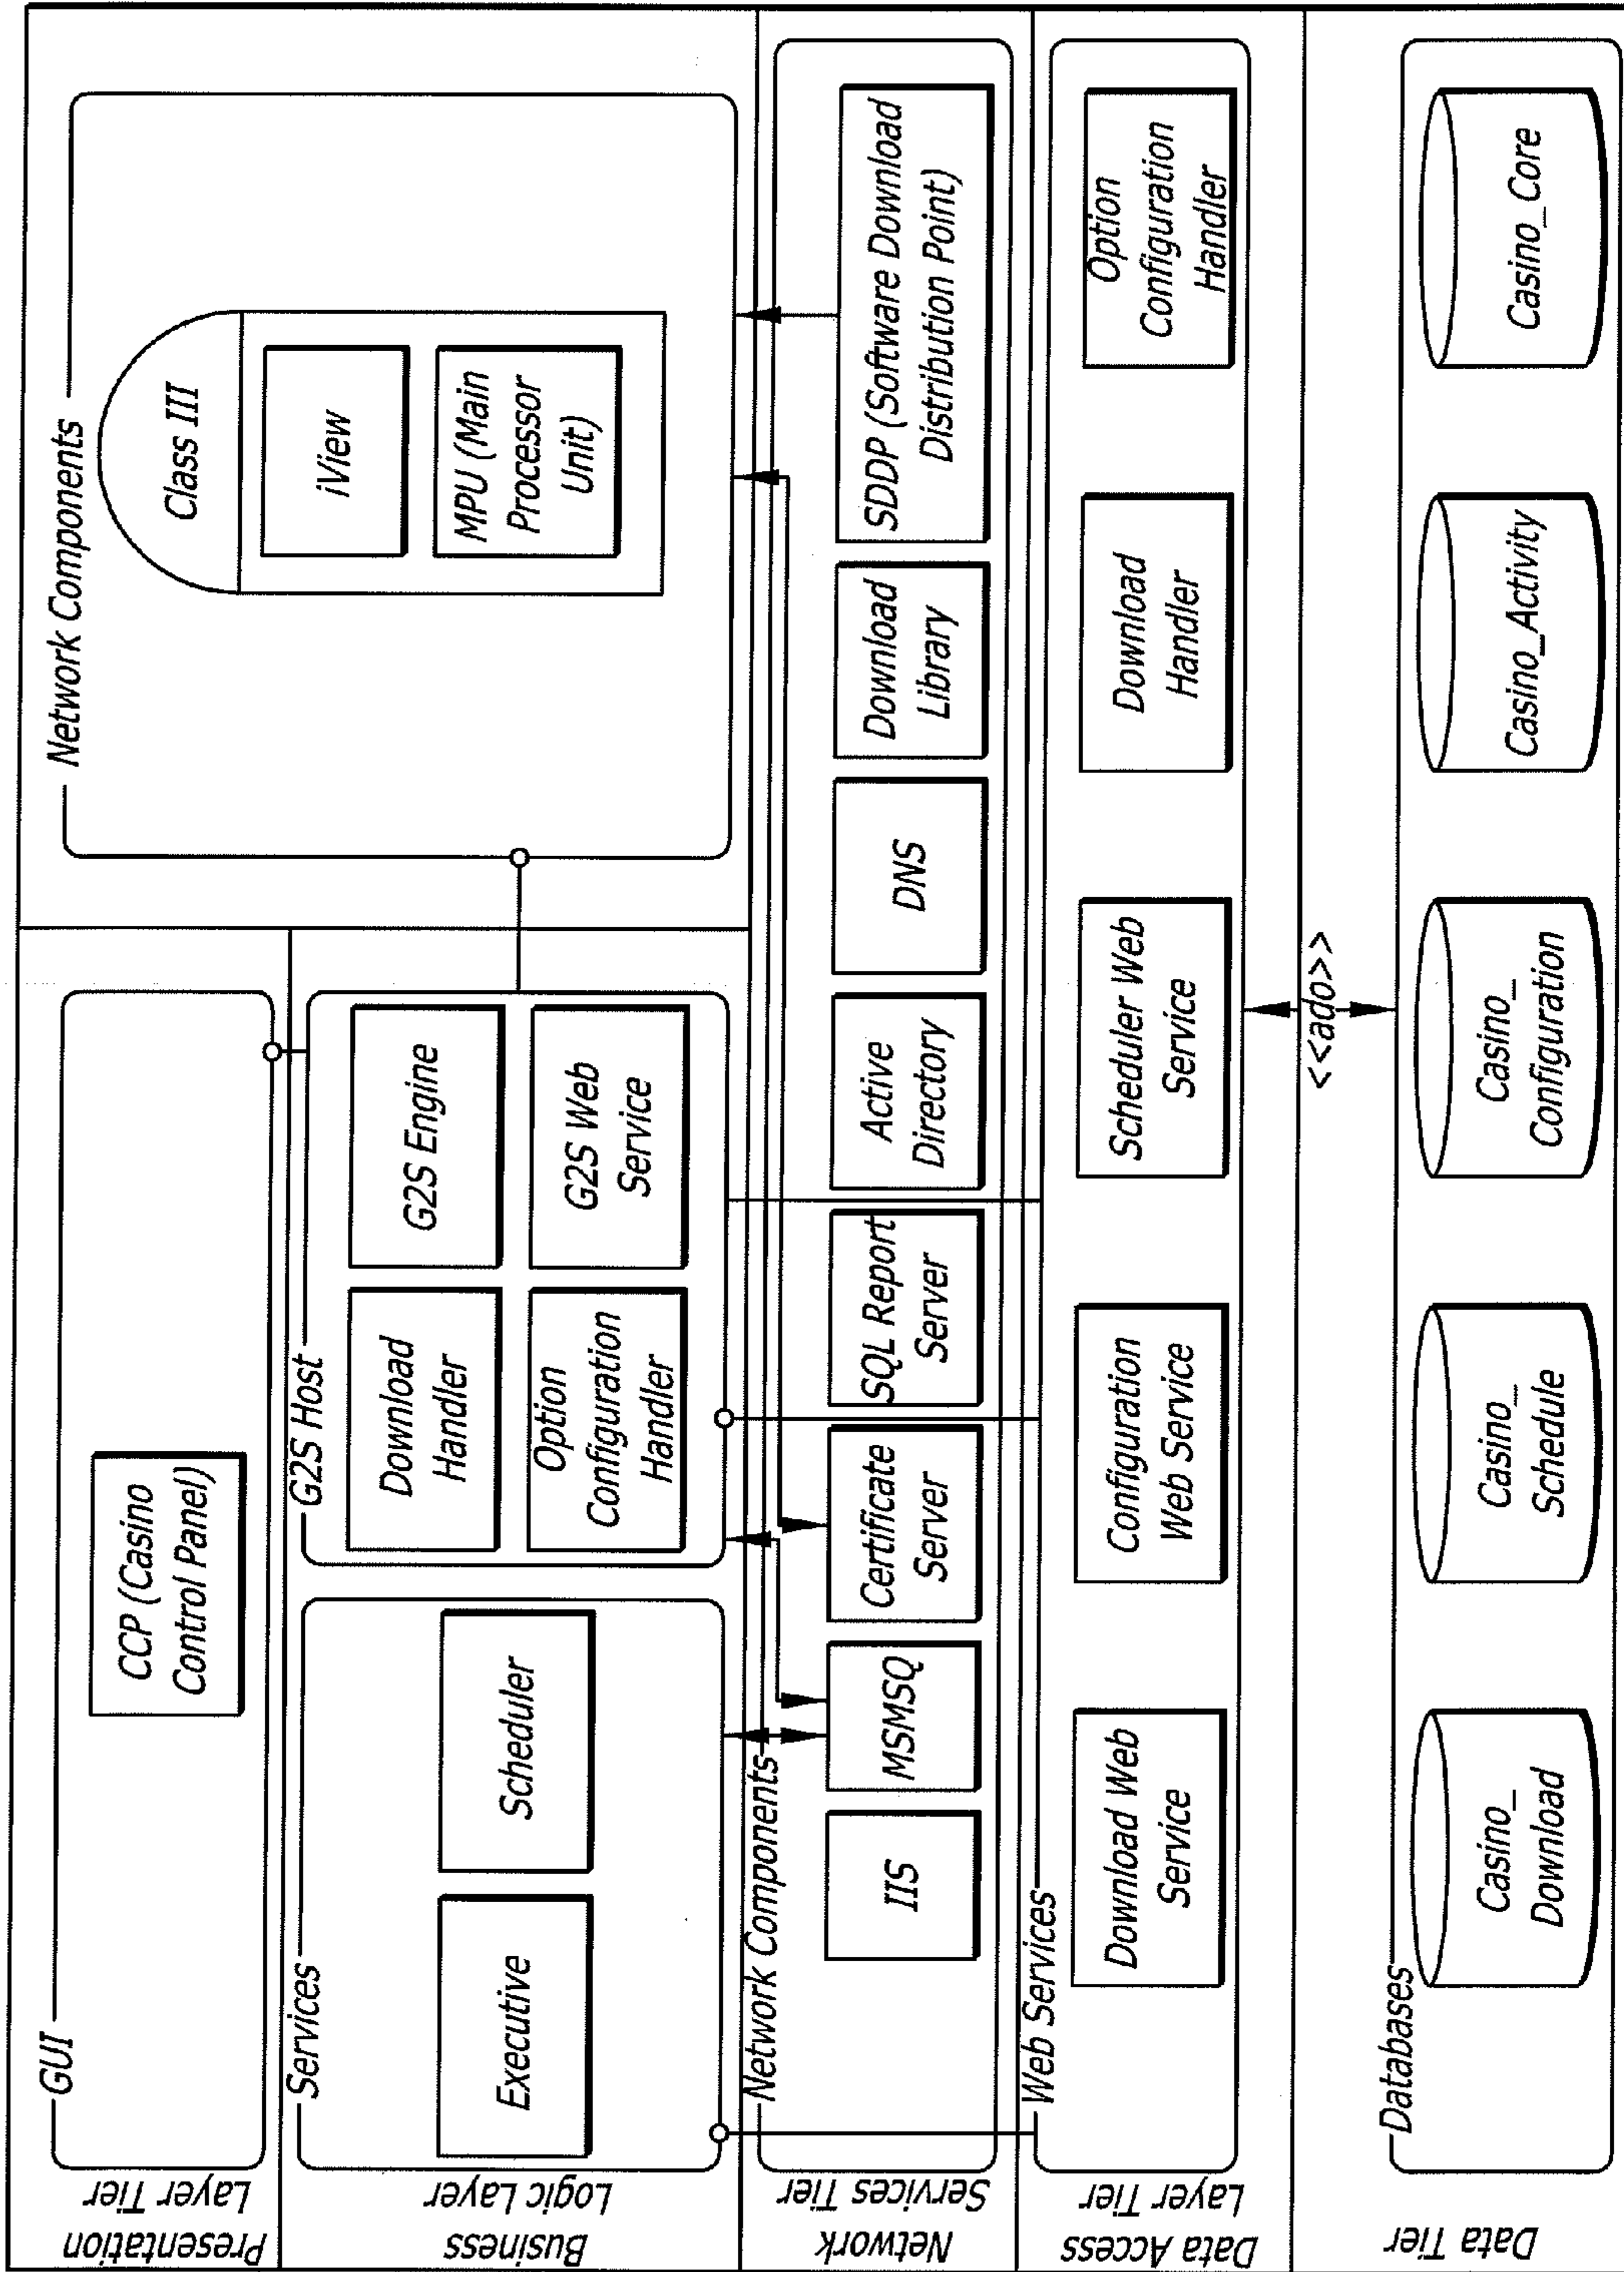 Presentation
Layer Tier
GUI
CCP (Casino
Control Panel)
Network Components
Class III
iView
MPU (Main
Processor
Unit)
Business
Logic Layer
Services
Executive
Scheduler
G2S Host
Download
Handler
G2S Engine
Option
Configuration
Handler
G2S Web
Service
Network
Services Tier
Network Components
IIS
MSMSQ
Certificate
Server
SQL Report
Server
Active
Directory
DNS
Download
Library
SDDP (Software Download
Distribution Point)
Data Access
Layer Tier
Web Services
Download Web
Service
Configuration
Web Service
Scheduler Web
Service
Download
Handler
Option
Configuration
Handler
<<ado>>
Data Tier
Databases
Casino_
Download
Casino_
Schedule
Casino_
Configuration
Casino_Activity
Casino_Core